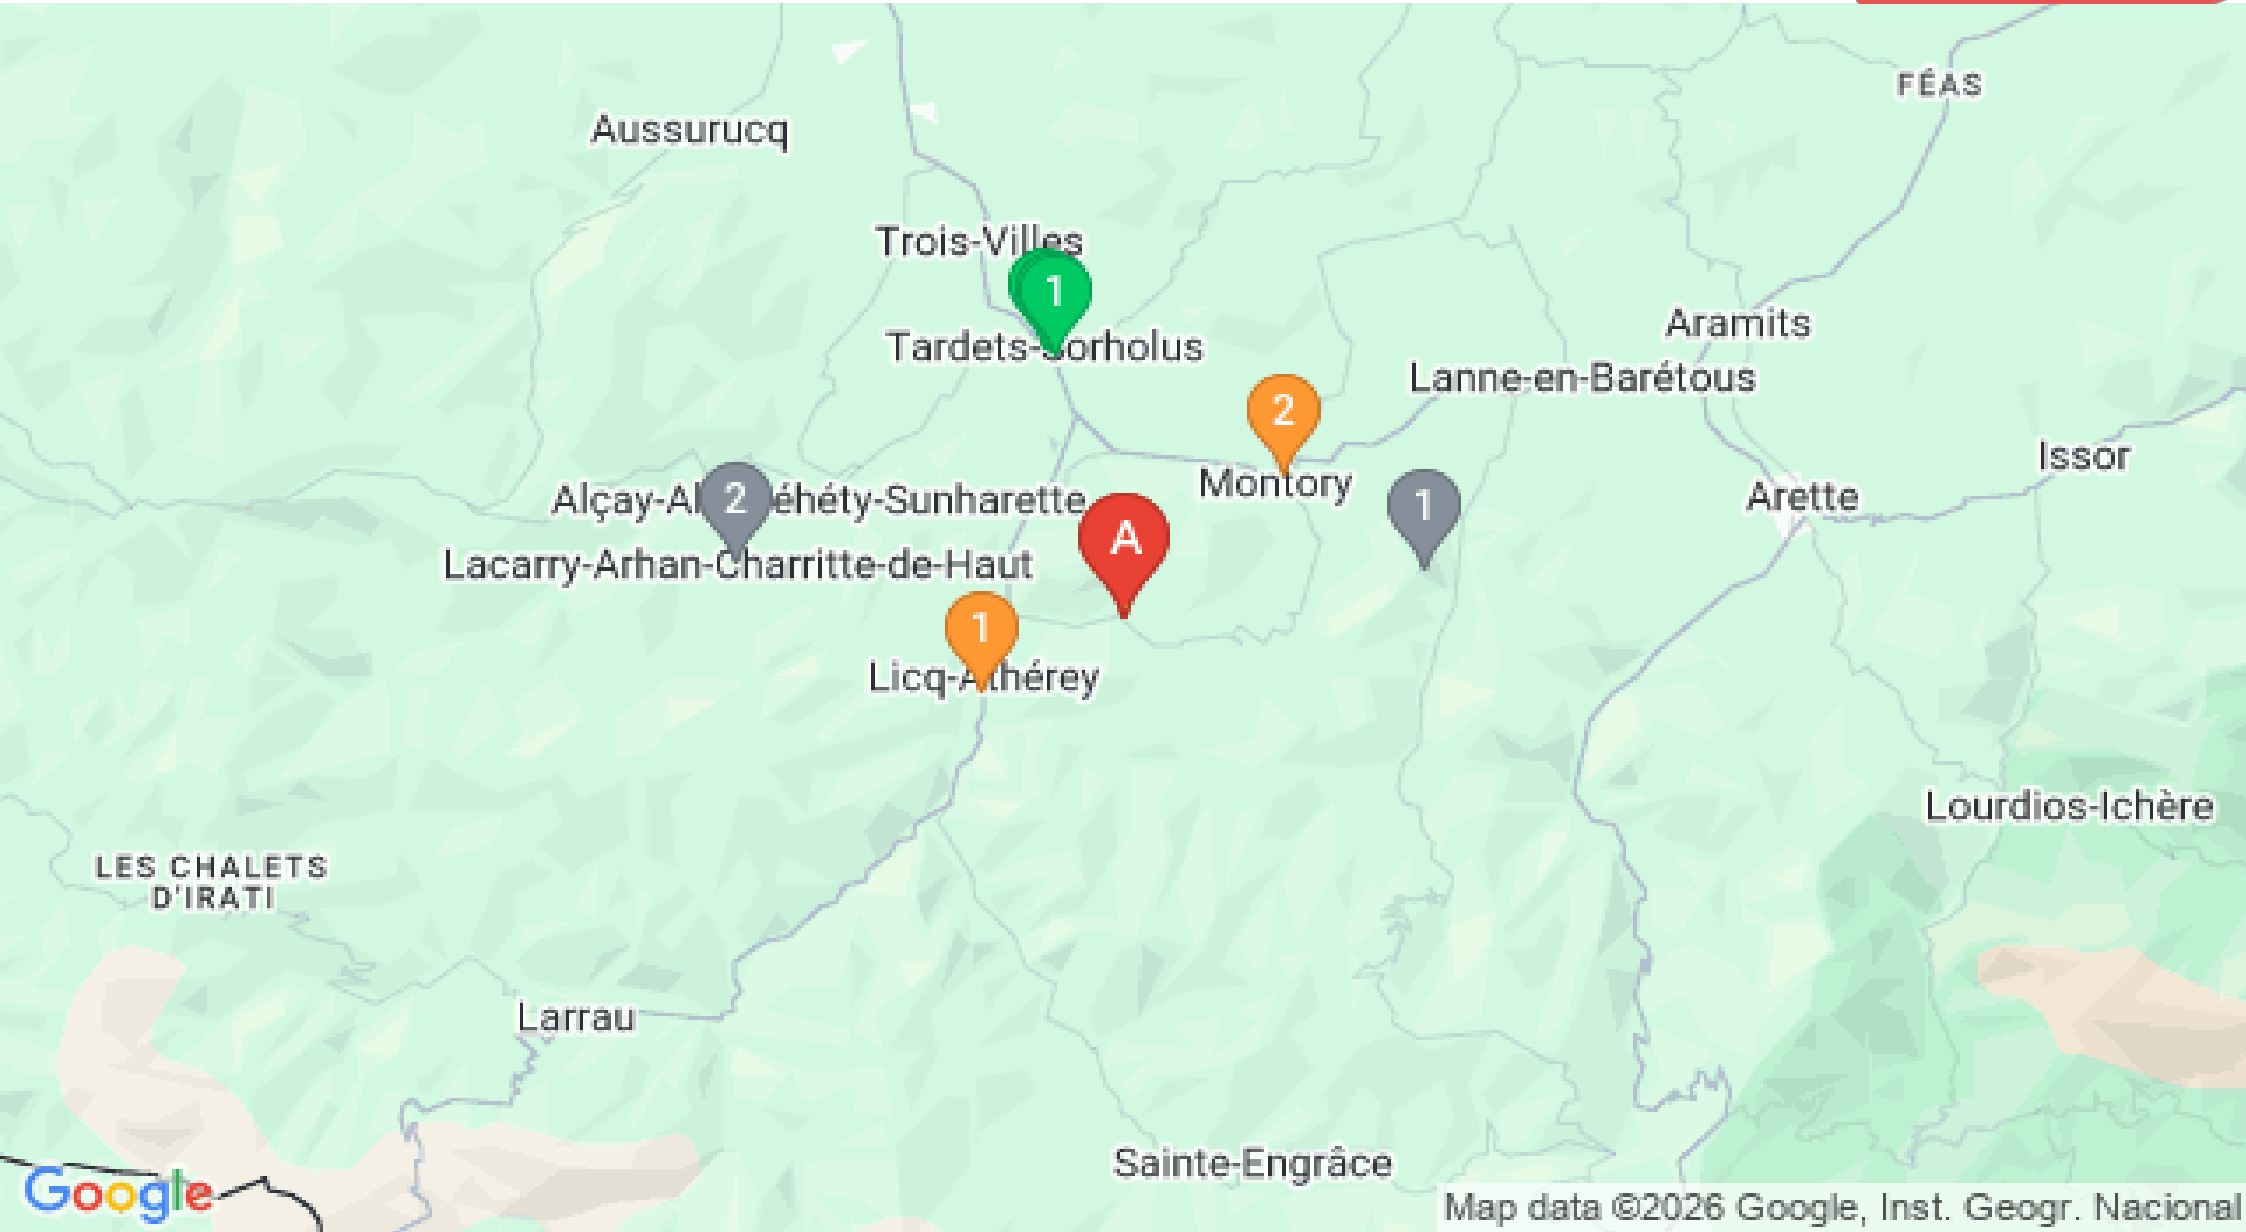 FÉAS
Aussurucq
Trois-Villes
1
Aramits
Tardets-Sorholus
Lanne-en-Barétous
2
Issor
Montory
Arette
1
Alçay-Al
2
éhéty-Sunharette
A
Lacarry-Arhan-Charritte-de-Haut
1
Licq-Athérey
Lourdios-Ichère
LES CHALETS
D'IRATI
Larrau
Sainte-Engrâce
Google
Map data ©2026 Google, Inst. Geogr. Nacional